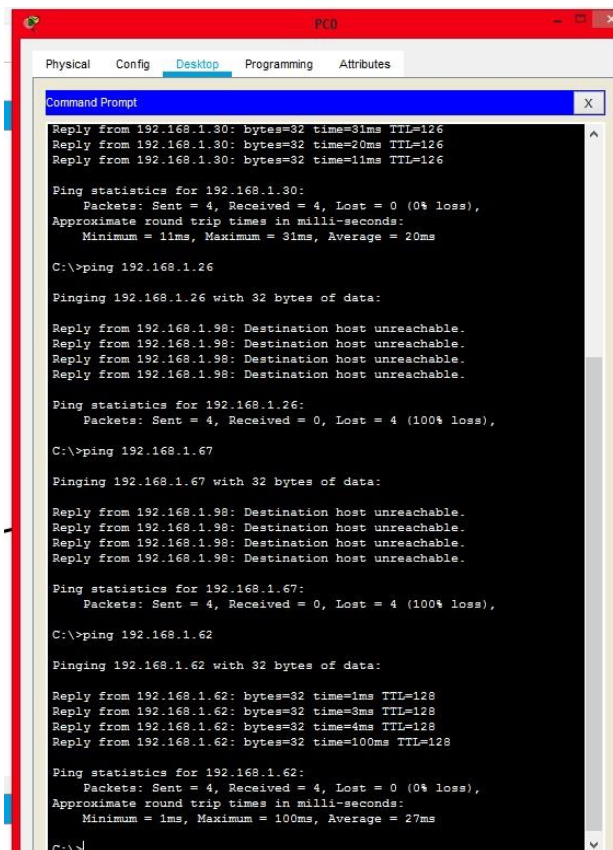 PC0
Physical Config Desktop Programming Attributes
Command Prompt X
Reply from 192.168.1.30: bytes=32 time=31ms TTL=126
Reply from 192.168.1.30: bytes=32 time=20ms TTL=126
Reply from 192.168.1.30: bytes=32 time=11ms TTL=126
Ping statistics for 192.168.1.30:
Packets: Sent = 4, Received = 4, Lost = 0 (0% loss),
Approximate round trip times in milli-seconds:
Minimum = 11ms, Maximum = 31ms, Average = 20ms
C:\>ping 192.168.1.26
Pinging 192.168.1.26 with 32 bytes of data:
Reply from 192.168.1.98: Destination host unreachable.
Reply from 192.168.1.98: Destination host unreachable.
Reply from 192.168.1.98: Destination host unreachable.
Reply from 192.168.1.98: Destination host unreachable.
Ping statistics for 192.168.1.26:
Packets: Sent = 4, Received = 0, Lost = 4 (100% loss),
C:\>ping 192.168.1.67
Pinging 192.168.1.67 with 32 bytes of data:
Reply from 192.168.1.98: Destination host unreachable.
Reply from 192.168.1.98: Destination host unreachable.
Reply from 192.168.1.98: Destination host unreachable.
Reply from 192.168.1.98: Destination host unreachable.
Ping statistics for 192.168.1.67:
Packets: Sent = 4, Received = 0, Lost = 4 (100% loss),
C:\>ping 192.168.1.62
Pinging 192.168.1.62 with 32 bytes of data:
Reply from 192.168.1.62: bytes=32 time=1ms TTL=128
Reply from 192.168.1.62: bytes=32 time=3ms TTL=128
Reply from 192.168.1.62: bytes=32 time=4ms TTL=128
Reply from 192.168.1.62: bytes=32 time=100ms TTL=128
Ping statistics for 192.168.1.62:
Packets: Sent = 4, Received = 4, Lost = 0 (0% loss),
Approximate round trip times in milli-seconds:
Minimum = 1ms, Maximum = 100ms, Average = 27ms
C:\>